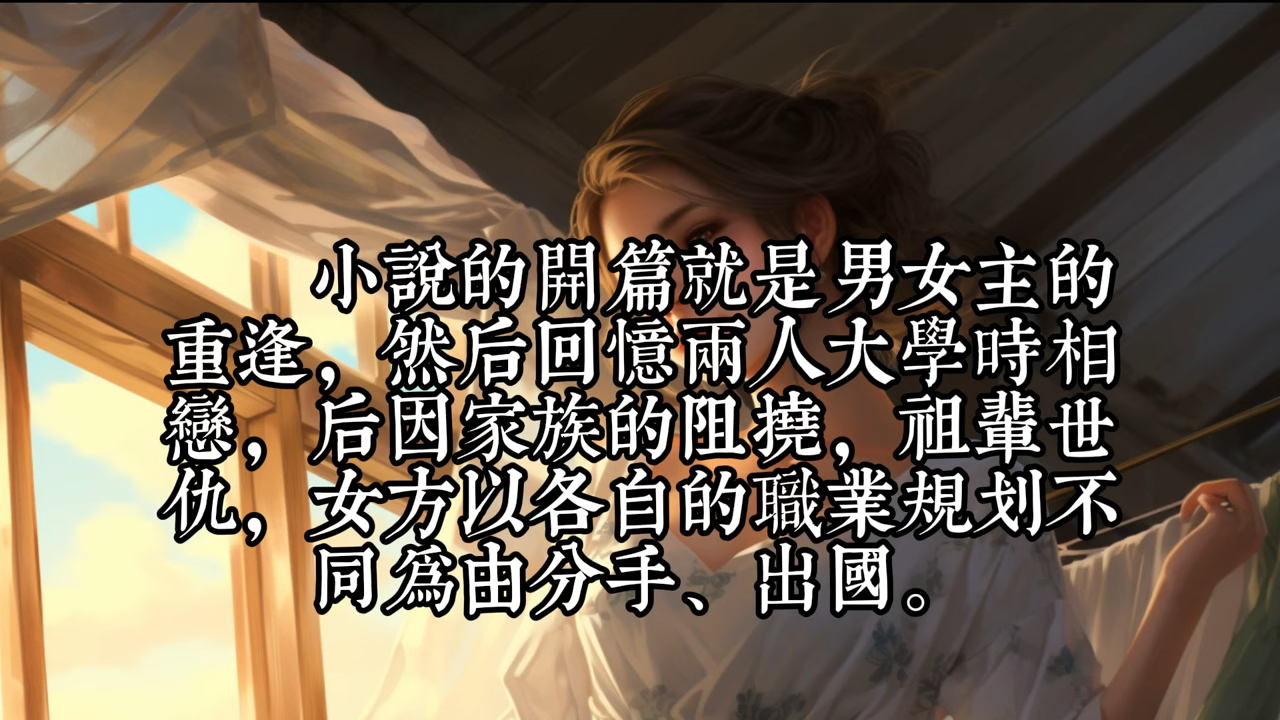 小說的開篇就是男女主的
重逢，然后回憶兩人大學時相
戀，后因家族的阻撓，祖輩世
仇，女方以各自的職業規划不
同爲由分手、出國。